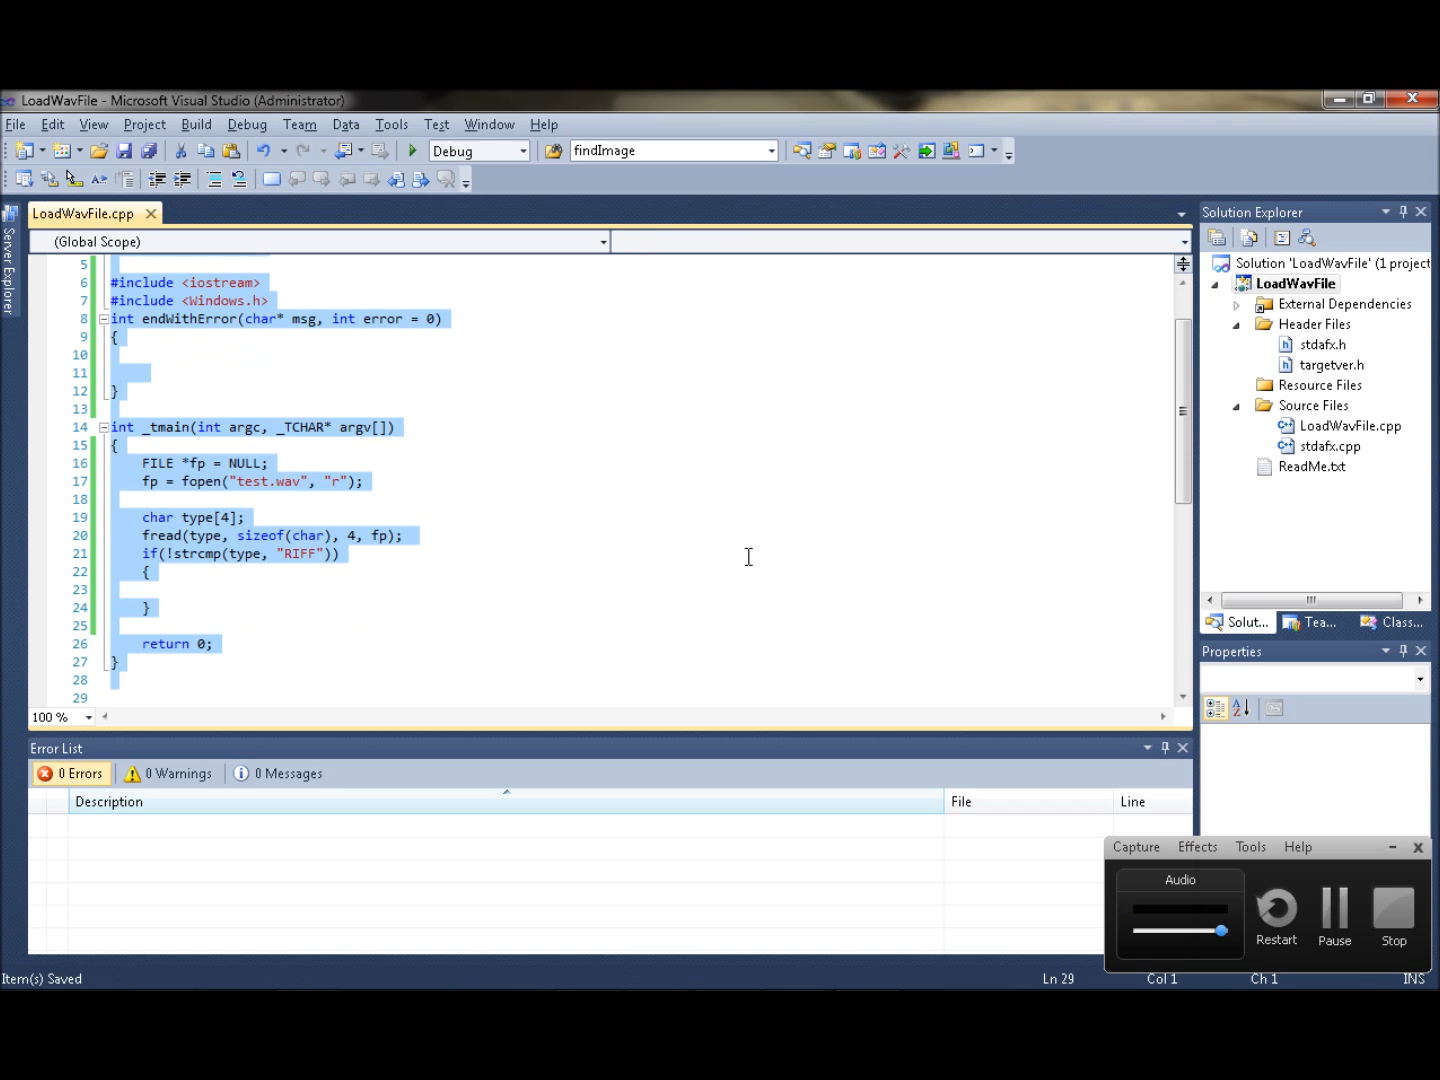 LoadWavFile - Microsoft Visual Studio (Administrator)
File Edit View Project Build Debug Team Data Tools Test Window Help
Debug findImage
Server Explorer
LoadWavFile.cpp
(Global Scope)
5
6 #include <iostream>
7 #include <Windows.h>
8 int endWithError(char* msg, int error = 0)
9 {
10
11
12 }
13
14 int _tmain(int argc, _TCHAR* argv[])
15 {
16 FILE *fp = NULL;
17 fp = fopen("test.wav", "r");
18
19 char type[4];
20 fread(type, sizeof(char), 4, fp);
21 if(!strcmp(type, "RIFF"))
22 {
23
24 }
25
26 return 0;
27 }
28
29
100 %
Solution Explorer
Solution 'LoadWavFile' (1 project
LoadWavFile
External Dependencies
Header Files
stdafx.h
targetver.h
Resource Files
Source Files
LoadWavFile.cpp
stdafx.cpp
ReadMe.txt
Solut... Tea... Class...
Properties
Error List
0 Errors 0 Warnings 0 Messages
Description File Line
Capture Effects Tools Help
Audio
Restart Pause Stop
Item(s) Saved Ln 29 Col 1 Ch 1 INS